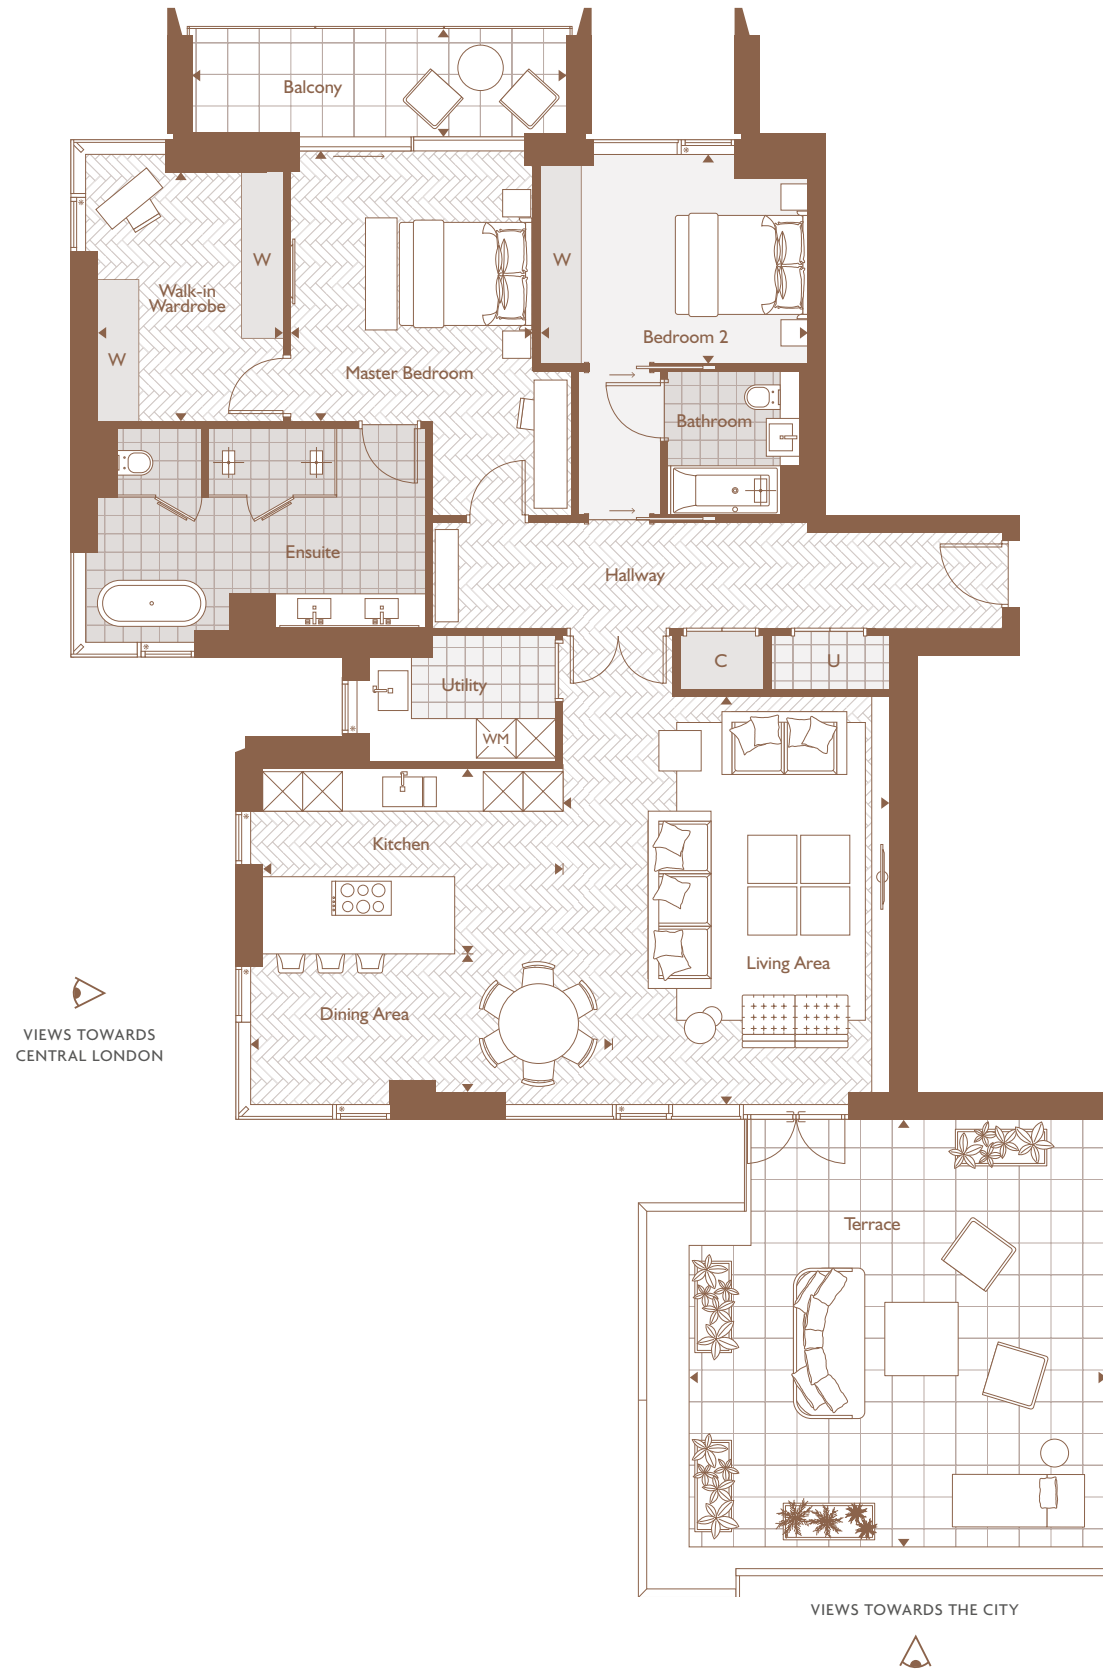 Balcony
W
Walk-in
Wardrobe
W
Master Bedroom
W
Bedroom 2
Bathroom
Ensuite
Hallway
C
U
Utility
WM
Kitchen
Living Area
Dining Area
VIEWS TOWARDS
CENTRAL LONDON
Terrace
VIEWS TOWARDS THE CITY